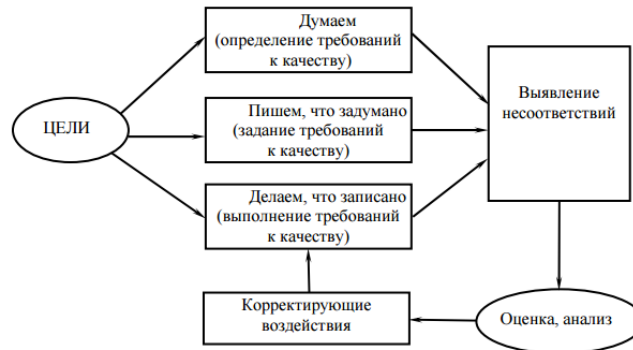 ЦЕЛИ
Думаем
(определение требований
к качеству)
Пишем, что задумано
(задание требований
к качеству)
Делаем, что записано
(выполнение требований
к качеству)
Выявление
несоответствий
Корректирующие
воздействия
Оценка, анализ